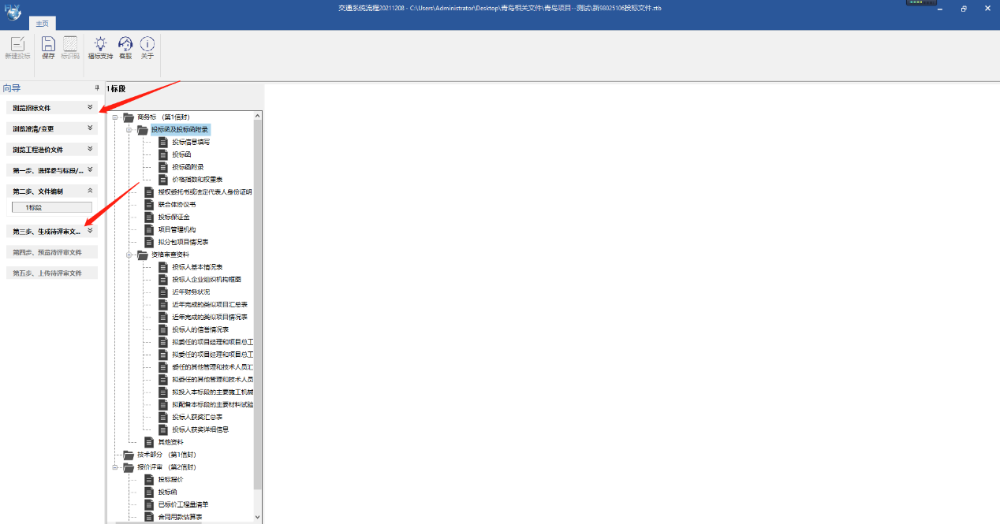 交通系统流程20211208 - C:\Users\Administrator\Desktop\青岛相关文件\青岛项目--测试\新98025106投标文件.ztb
主页
新建投标
保存
标识码
福标支持
客服
关于
向导
1标段
浏览招标文件
浏览澄清/变更
浏览工程造价文件
第一步、选择参与标段/...
第二步、文件编制
1标段
第三步、生成待评审文...
第四步、预览待评审文件
第五步、上传待评审文件
商务标 (第1信封)
投标函及投标函附录
投标信息填写
投标函
投标函附录
价格指数和权重表
授权委托书或法定代表人身份证明
联合体协议书
投标保证金
项目管理机构
拟分包项目情况表
资格审查资料
投标人基本情况表
投标人企业组织机构框图
近年财务状况
近年完成的类似项目汇总表
近年完成的类似项目情况表
投标人的信誉情况表
拟委任的项目经理和项目总工
拟委任的项目经理和项目总工
委任的其他管理和技术人员汇
拟委任的其他管理和技术人员
拟投入本标段的主要施工机械
拟配备本标段的主要材料试验
投标人获奖汇总表
投标人获奖详细信息
其他资料
技术部分 (第1信封)
报价评审 (第2信封)
投标报价
投标函
已标价工程量清单
合同用款估算表